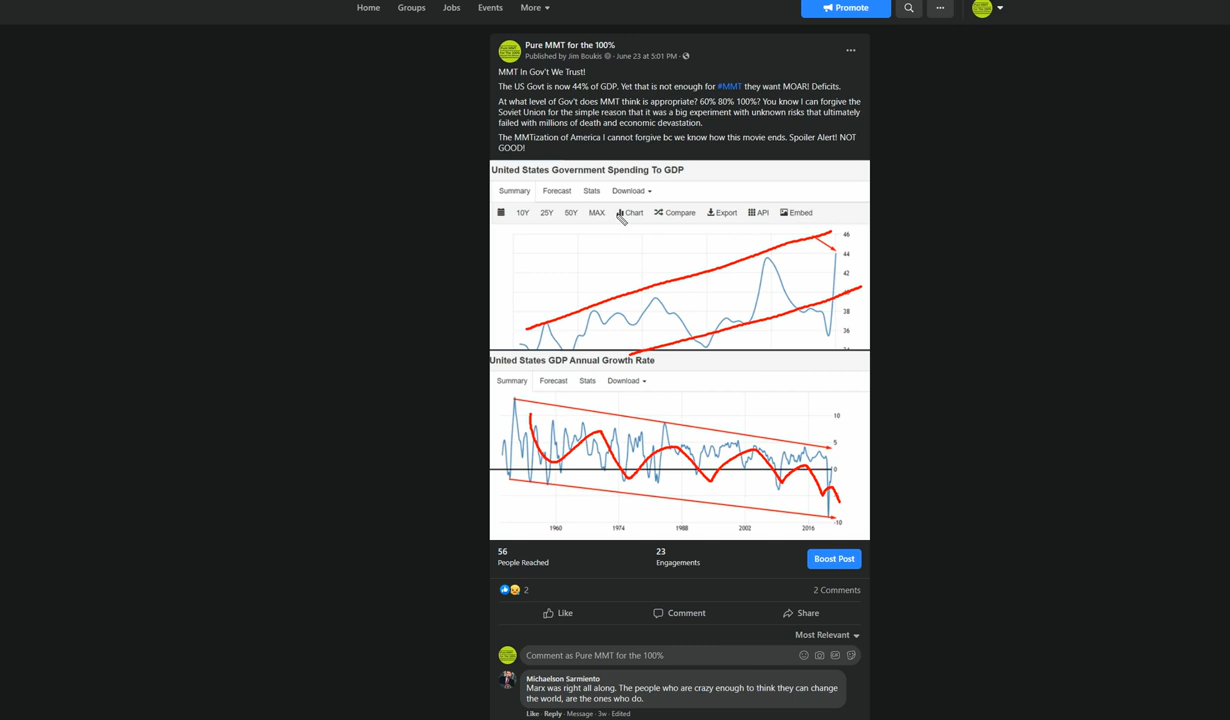 Home Groups Jobs Events More
Promote
Pure MMT for the 100%
Published by Jim Boukis · June 23 at 5:01 PM ·
MMT In Gov't We Trust!
The US Govt is now 44% of GDP. Yet that is not enough for #MMT they want MOAR! Deficits.
At what level of Gov't does MMT think is appropriate? 60% 80% 100%? You know I can forgive the
Soviet Union for the simple reason that it was a big experiment with unknown risks that ultimately
failed with millions of death and economic devastation.
The MMTization of America I cannot forgive bc we know how this movie ends. Spoiler Alert! NOT
GOOD!
United States Government Spending To GDP
Summary Forecast Stats Download
10Y 25Y 50Y MAX Chart Compare Export API Embed
46
44
42
38
36
United States GDP Annual Growth Rate
Summary Forecast Stats Download
10
5
0
-10
1960 1974 1988 2002 2016
56
People Reached
23
Engagements
Boost Post
2
2 Comments
Like Comment Share
Most Relevant
Comment as Pure MMT for the 100%
Michaelson Sarmiento
Marx was right all along. The people who are crazy enough to think they can change
the world, are the ones who do.
Like · Reply · Message · 3w · Edited